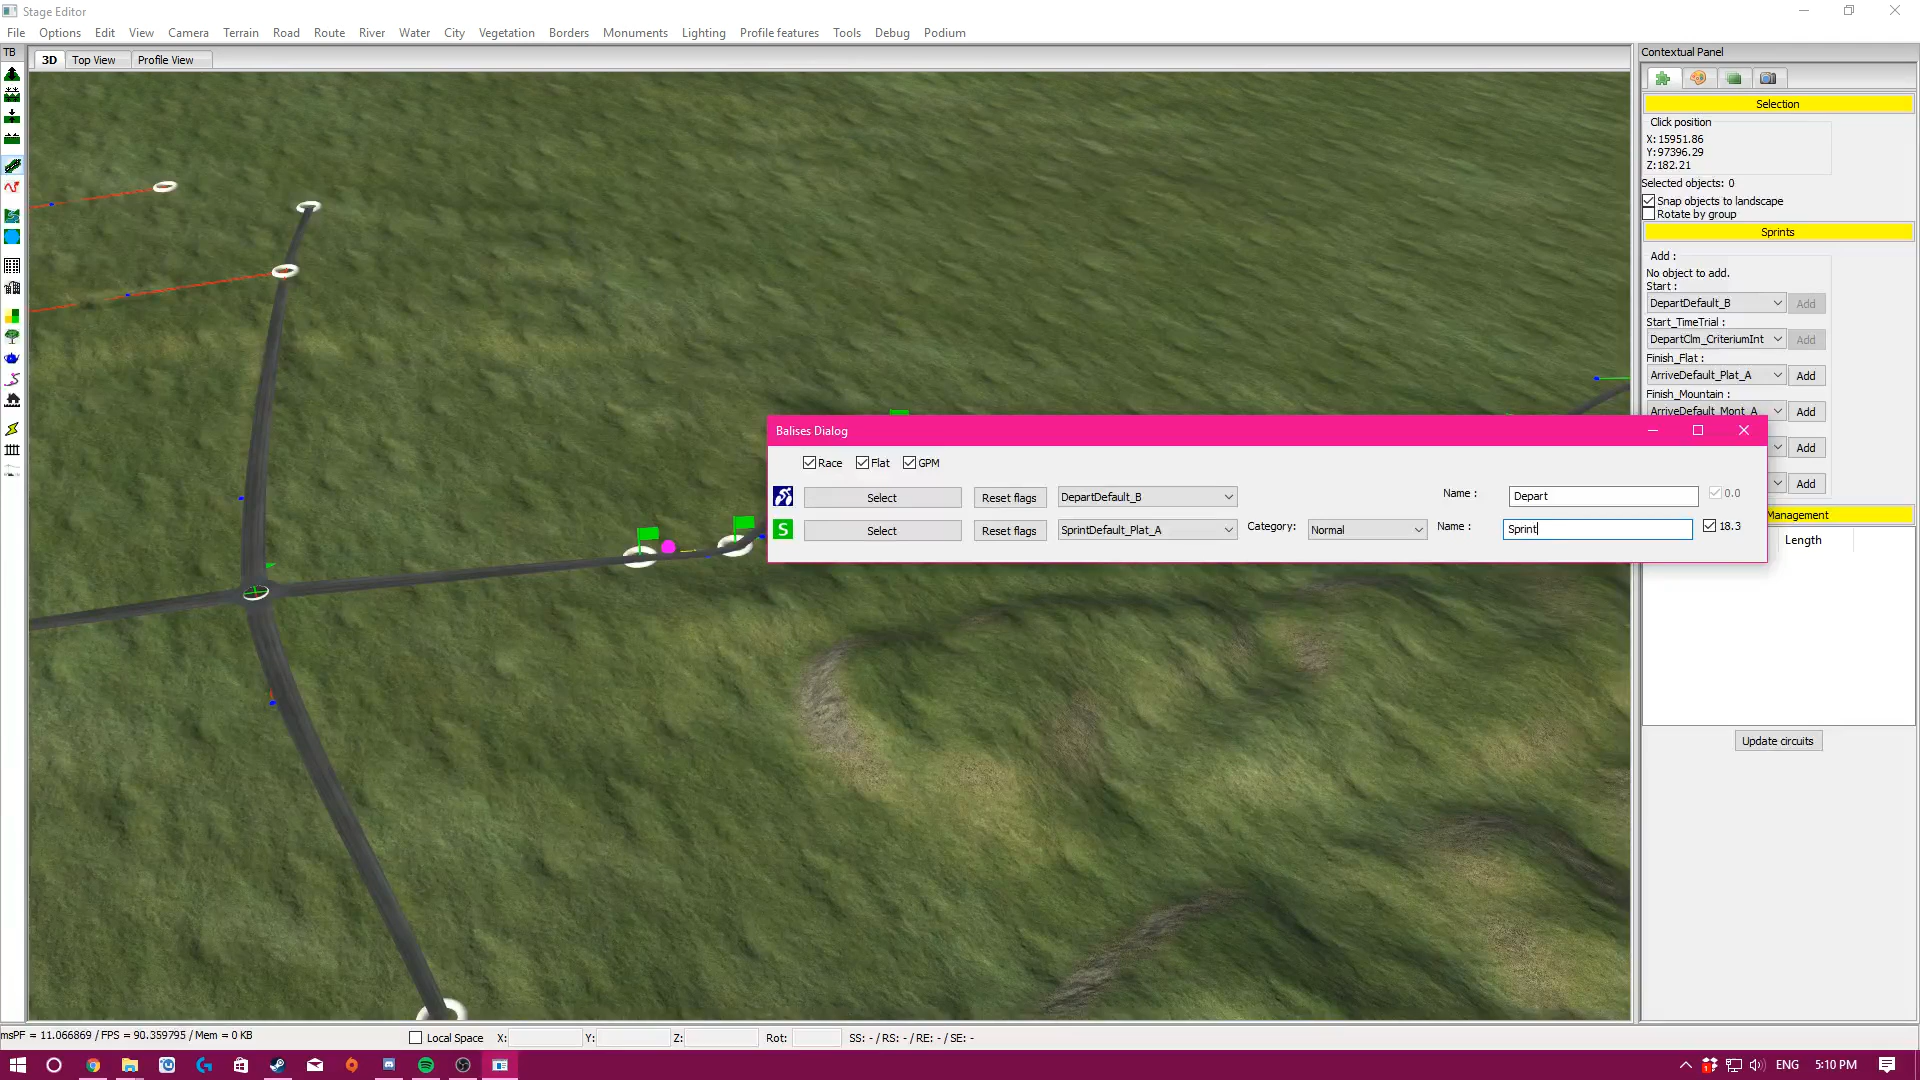 Stage Editor
File Options Edit View Camera Terrain Road Route River Water City Vegetation Borders Monuments Lighting Profile features Tools Debug Podium
TB
3D Top View Profile View
Contextual Panel
Selection
Click position
X:15951.86
Y:97396.29
Z:182.21
Selected objects: 0
Snap objects to landscape
Rotate by group
Sprints
Add :
No object to add.
Start :
DepartDefault_B Add
Start_TimeTrial :
DepartClm_CriteriumInt Add
Finish_Flat :
ArriveDefault_Plat_A Add
Finish_Mountain :
ArriveDefault_Mont_A Add
Add
Add
Management
Length
Update circuits
Balises Dialog
Race Flat GPM
Select Reset flags DepartDefault_B Name : Depart 0.0
S Select Reset flags SprintDefault_Plat_A Category: Normal Name : Sprint 18.3
msPF = 11.066869 / FPS = 90.359795 / Mem = 0 KB
Local Space X: Y: Z: Rot: SS: - / RS: - / RE: - / SE: -
ENG 5:10 PM